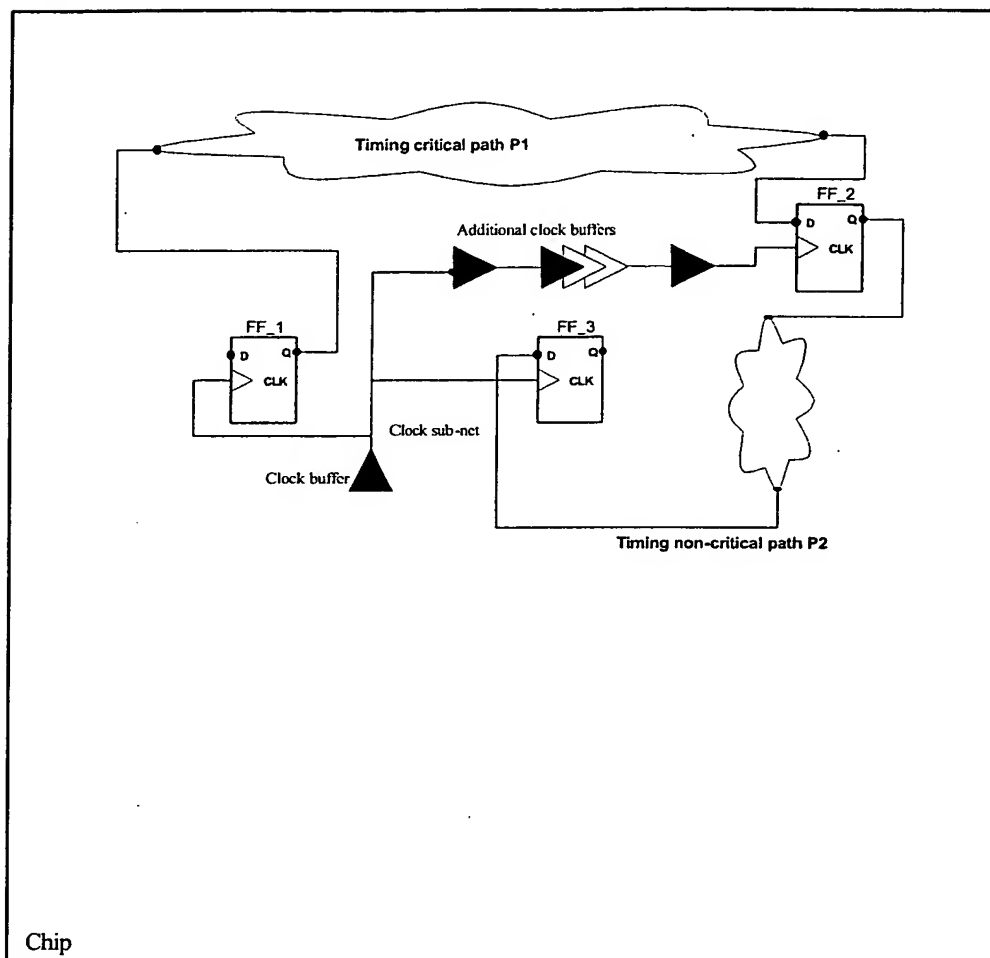 Timing critical path P1
FF_2
D Q
CLK
Additional clock buffers
FF_1
D Q
CLK
FF_3
D Q
CLK
Clock sub-net
Clock buffer
Timing non-critical path P2
Chip